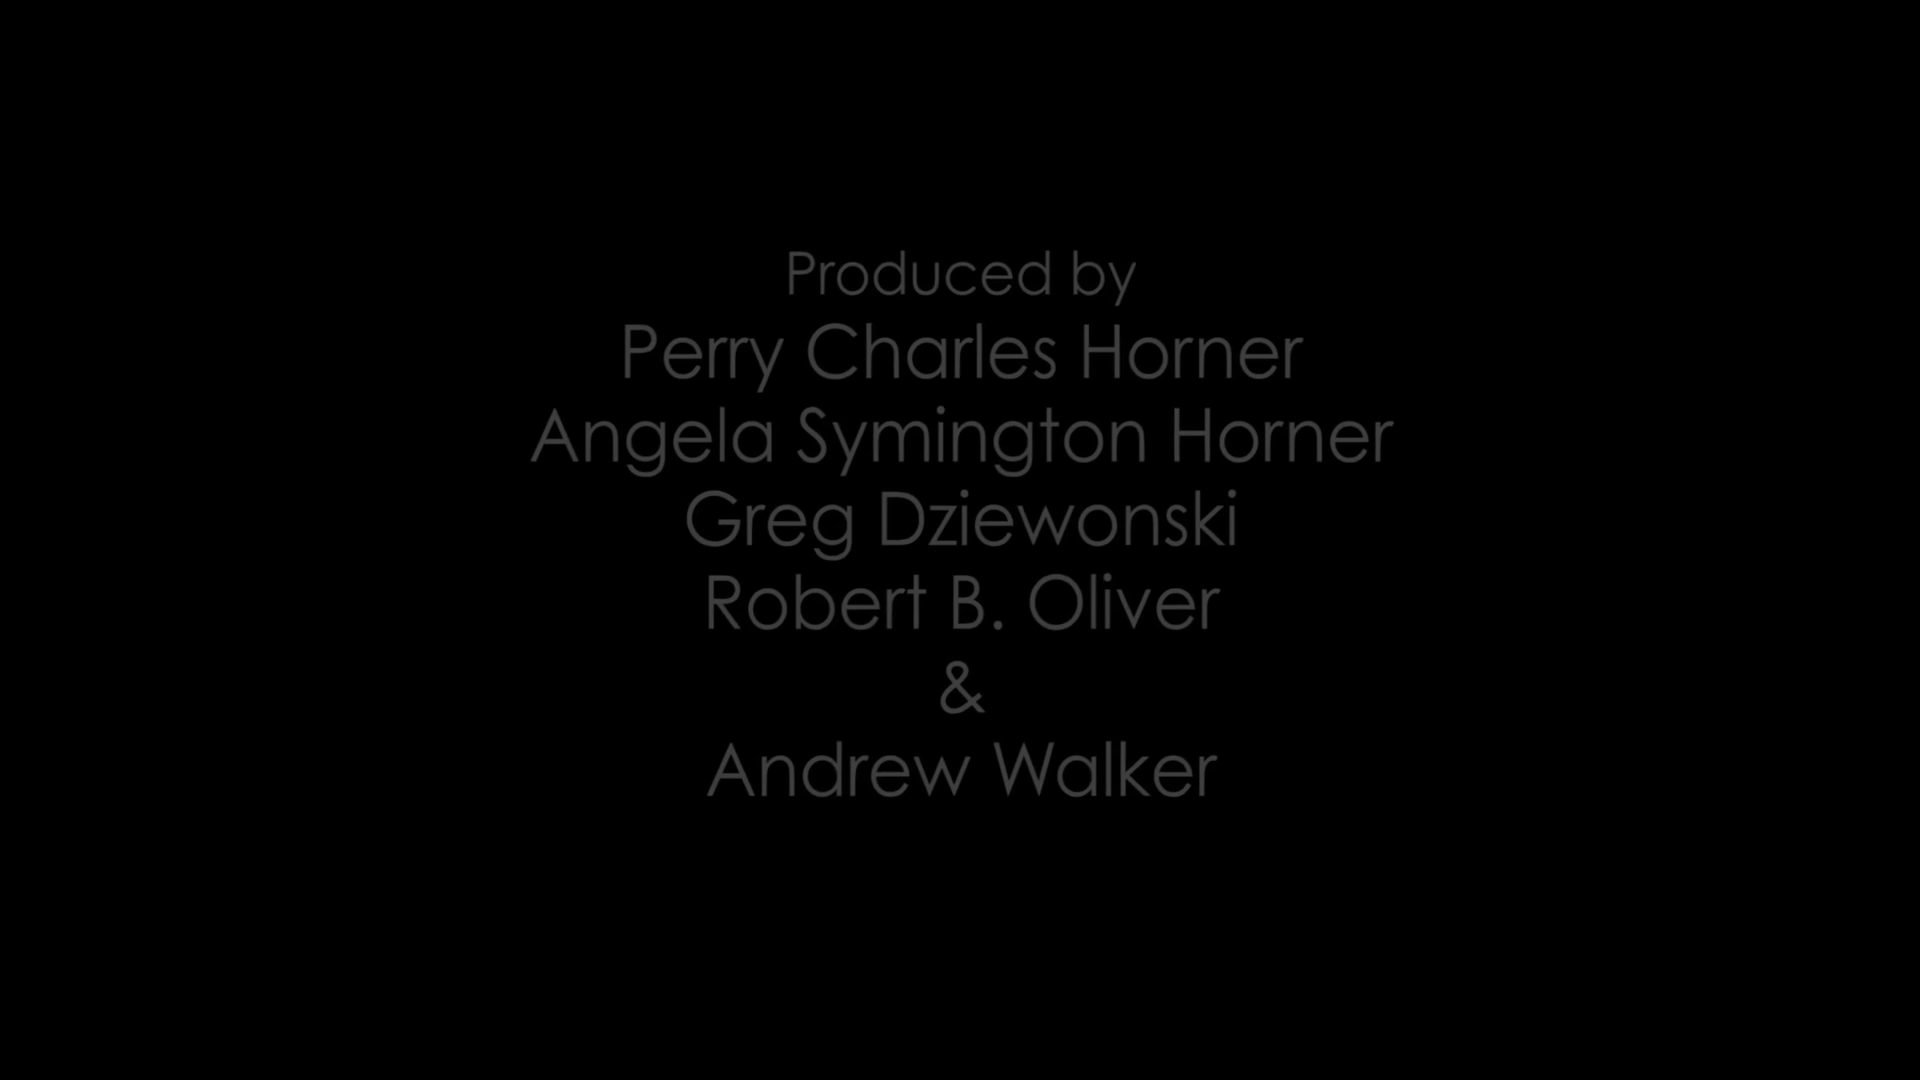 Produced by
Perry Charles Horner
Angela Symington Horner
Greg Dziewonski
Robert B. Oliver
&
Andrew Walker